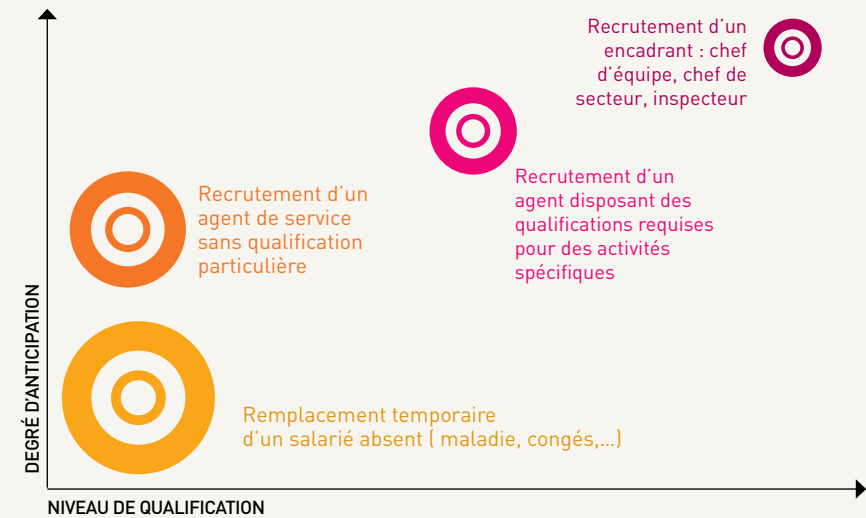 Recrutement d’un
encadrant : chef
d’équipe, chef de
secteur, inspecteur
Recrutement d’un
agent disposant des
qualifications requises
pour des activités
spécifiques
Recrutement d’un
agent de service
sans qualification
particulière
Remplacement temporaire
d’un salarié absent ( maladie, congés,...)
DEGRÉ D’ANTICIPATION
NIVEAU DE QUALIFICATION